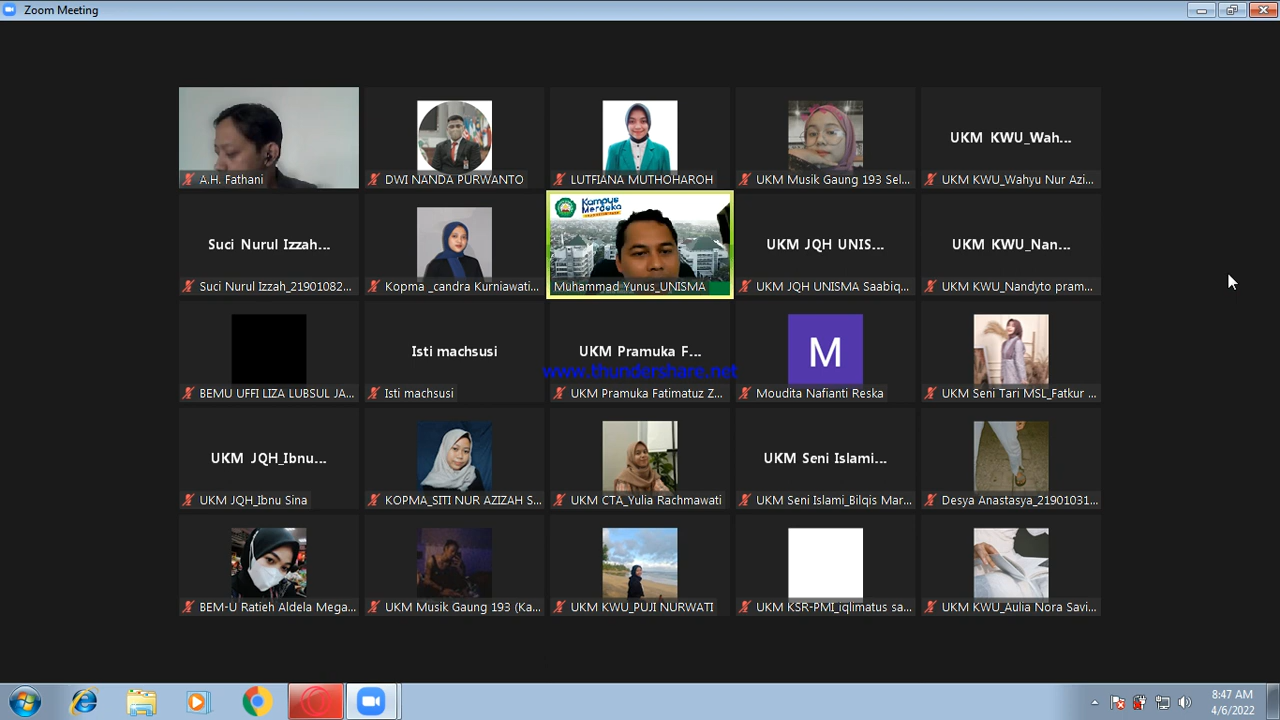 Zoom Meeting
A.H. Fathani
DWI NANDA PURWANTO
LUTFIANA MUTHOHAROH
UKM Musik Gaung 193 Sel...
UKM KWU_Wah...
UKM KWU_Wahyu Nur Azi...
Suci Nurul Izzah...
Suci Nurul Izzah_21901082...
Kopma _candra Kurniawati...
Kampus
Merdeka
Muhammad Yunus_UNISMA
UKM JQH UNIS...
UKM JQH UNISMA Saabiq...
UKM KWU_Nan...
UKM KWU_Nandyto pram...
BEMU UFFI LIZA LUBSUL JA...
Isti machsusi
Isti machsusi
UKM Pramuka F...
www.thundershare.net
UKM Pramuka Fatimatuz Z...
M
Moudita Nafianti Reska
UKM Seni Tari MSL_Fatkur ...
UKM JQH_Ibnu...
UKM JQH_Ibnu Sina
KOPMA_SITI NUR AZIZAH S...
UKM CTA_Yulia Rachmawati
UKM Seni Islami...
UKM Seni Islami_Bilqis Mar...
Desya Anastasya_21901031...
BEM-U Ratieh Aldela Mega...
UKM Musik Gaung 193 (Ka...
UKM KWU_PUJI NURWATI
UKM KSR-PMI_iqlimatus sa...
UKM KWU_Aulia Nora Savi...
8:47 AM
4/6/2022